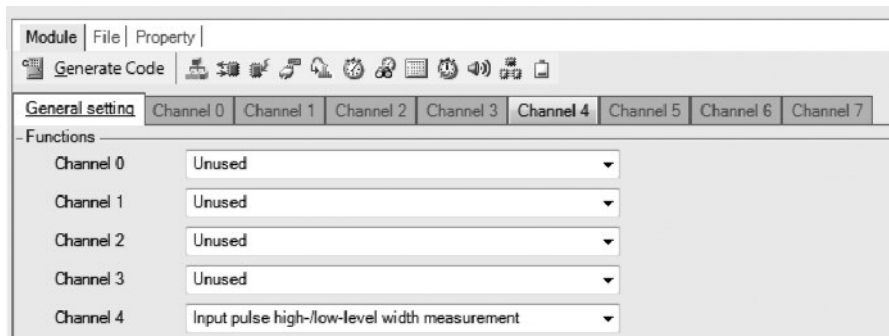 Module | File | Property |
Generate Code
General setting Channel 0 Channel 1 Channel 2 Channel 3 Channel 4 Channel 5 Channel 6 Channel 7
Functions
Channel 0 Unused
Channel 1 Unused
Channel 2 Unused
Channel 3 Unused
Channel 4 Input pulse high-/low-level width measurement